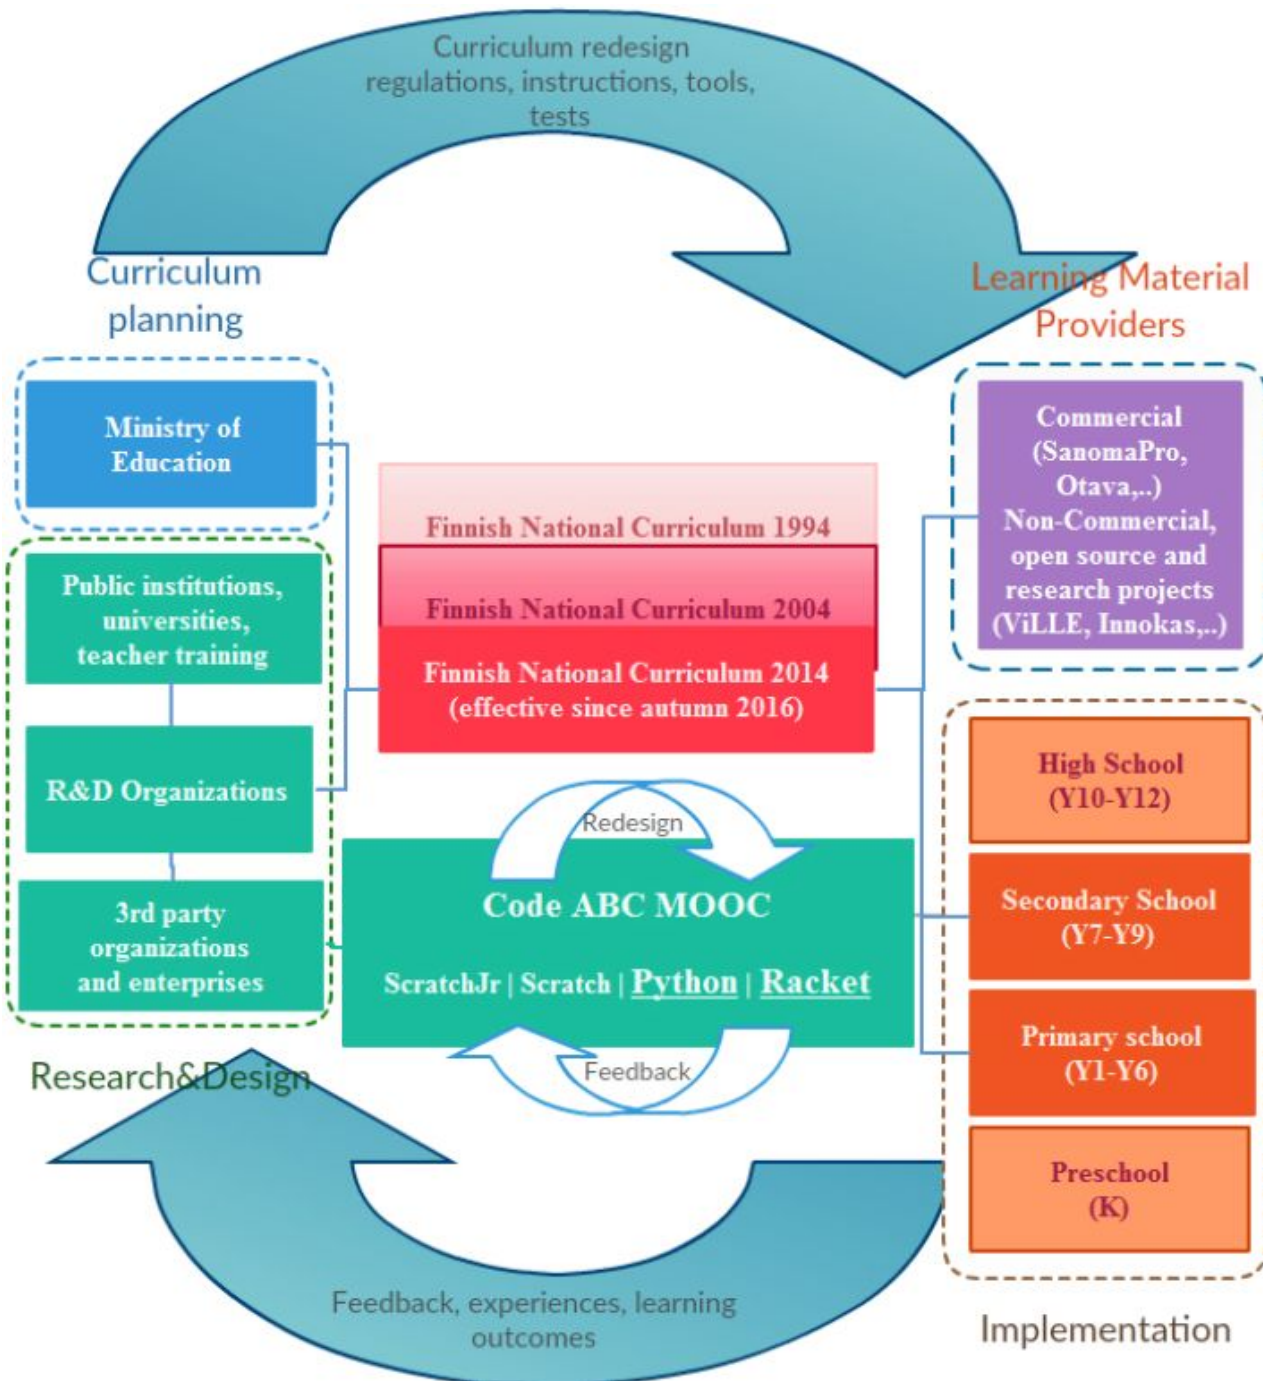 Curriculum redesign
regulations, instructions, tools,
tests
Curriculum
planning
Learning Material
Providers
Ministry of
Education
Public institutions,
universities,
teacher training
R&D Organizations
3rd party
organizations
and enterprises
Research&Design
Finnish National Curriculum 1994
Finnish National Curriculum 2004
Finnish National Curriculum 2014
(effective since autumn 2016)
Redesign
Code ABC MOOC
ScratchJr | Scratch | Python | Racket
Feedback
Commercial
(SanomaPro,
Otava,..)
Non-Commercial,
open source and
research projects
(ViLLE, Innokas,..)
High School
(Y10-Y12)
Secondary School
(Y7-Y9)
Primary school
(Y1-Y6)
Preschool
(K)
Implementation
Feedback, experiences, learning
outcomes